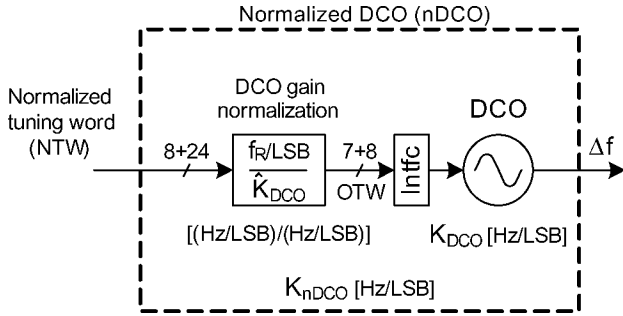 Normalized DCO (nDCO)
Normalized
tuning word
(NTW)
8+24
DCO gain
normalization
f_R/LSB
K̂_DCO
[(Hz/LSB)/(Hz/LSB)]
7+8
OTW
Intfc
DCO
K_DCO [Hz/LSB]
Δf
K_nDCO [Hz/LSB]